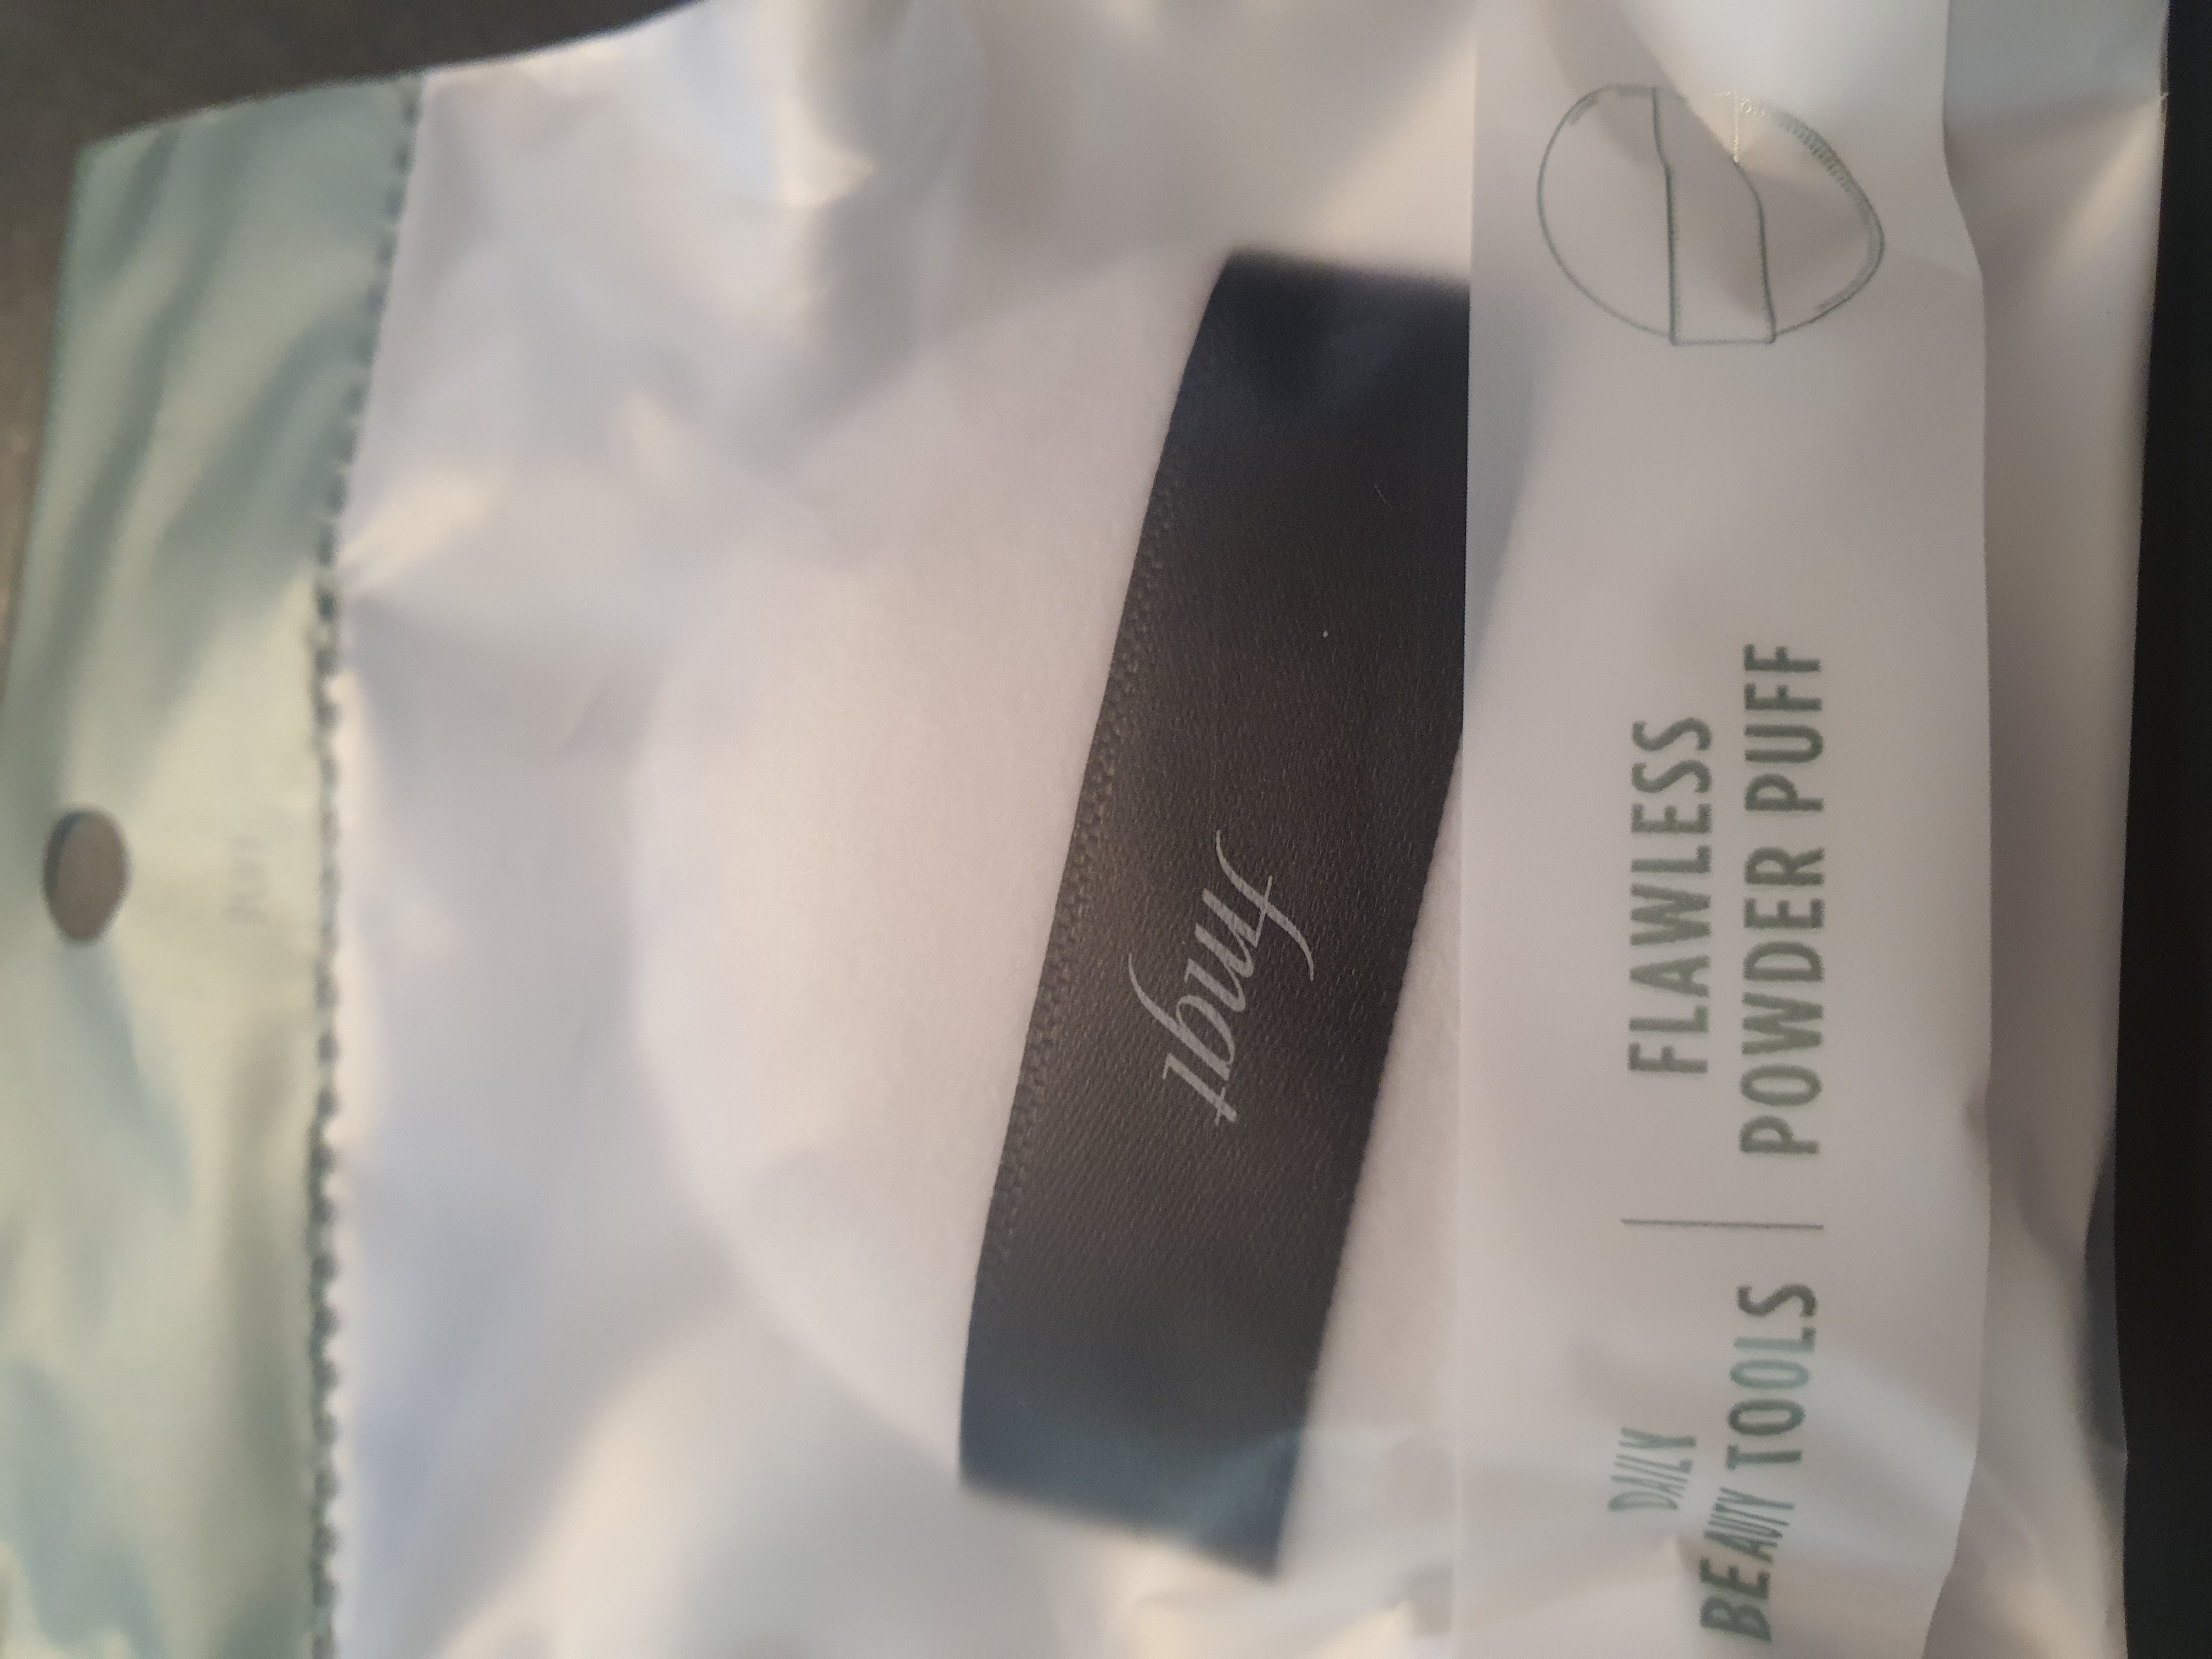 fmgt
DAILY
BEAUTY TOOLS
FLAWLESS
POWDER PUFF